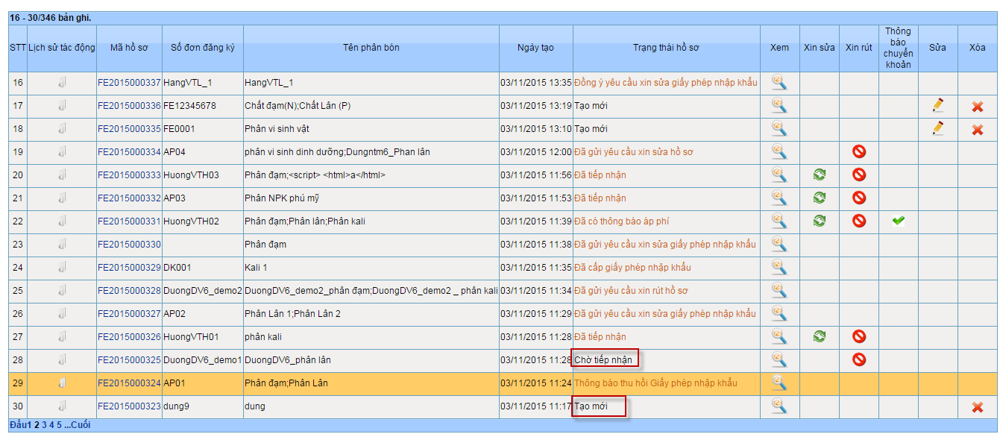 16 - 30/346 bản ghi.
STT Lịch sử tác động Mã hồ sơ Số đơn đăng ký Tên phân bón Ngày tạo Trạng thái hồ sơ Xem Xin sửa Xin rút Thông báo chuyển khoản Sửa Xóa
16 FE2015000337 HangVTL_1 HangVTL_1 03/11/2015 13:35 Đồng ý yêu cầu xin sửa giấy phép nhập khẩu
17 FE2015000336 FE12345678 Chất đạm(N);Chất Lân (P) 03/11/2015 13:19 Tạo mới
18 FE2015000335 FE0001 Phân vi sinh vật 03/11/2015 13:10 Tạo mới
19 FE2015000334 AP04 phân vi sinh dinh dưỡng;Dungntm6_Phan lân 03/11/2015 12:00 Đã gửi yêu cầu xin sửa hồ sơ
20 FE2015000333 HuongVTH03 Phân đạm;<script> <html>a</html> 03/11/2015 11:56 Đã tiếp nhận
21 FE2015000332 AP03 Phân NPK phú mỹ 03/11/2015 11:53 Đã tiếp nhận
22 FE2015000331 HuongVTH02 Phân đạm;Phân lân;Phân kali 03/11/2015 11:39 Đã có thông báo áp phí
23 FE2015000330 Phân đạm 03/11/2015 11:38 Đã gửi yêu cầu xin sửa giấy phép nhập khẩu
24 FE2015000329 DK001 Kali 1 03/11/2015 11:35 Đã cấp giấy phép nhập khẩu
25 FE2015000328 DuongDV6_demo2 DuongDV6_demo2_phân đạm;DuongDV6_demo2 _ phân kali 03/11/2015 11:34 Đã gửi yêu cầu xin rút hồ sơ
26 FE2015000327 AP02 Phân Lân 1;Phân Lân 2 03/11/2015 11:29 Đã gửi yêu cầu xin sửa giấy phép nhập khẩu
27 FE2015000326 HuongVTH01 phân kali 03/11/2015 11:28 Đã tiếp nhận
28 FE2015000325 DuongDV6_demo1 DuongDV6_phân lân 03/11/2015 11:28 Chờ tiếp nhận
29 FE2015000324 AP01 Phân đạm;Phân Lân 03/11/2015 11:24 Thông báo thu hồi Giấy phép nhập khẩu
30 FE2015000323 dung9 dung 03/11/2015 11:17 Tạo mới
Đầu1 2 3 4 5 ...Cuối